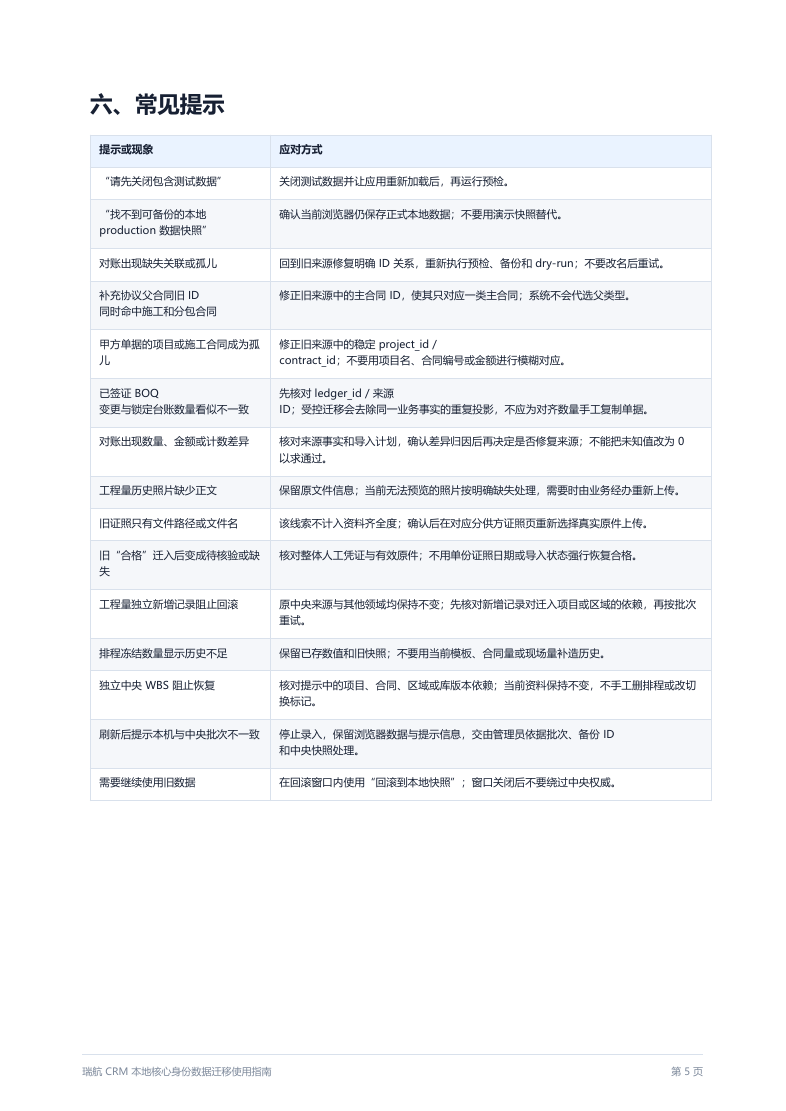 六、常见提示
提示或现象
应对方式
“请先关闭包含测试数据”
关闭测试数据并让应用重新加载后，再运行预检。
“找不到可备份的本地
production 数据快照”
确认当前浏览器仍保存正式本地数据；不要用演示快照替代。
对账出现缺失关联或孤儿
回到旧来源修复明确 ID 关系，重新执行预检、备份和 dry-run；不要改名后重试。
补充协议父合同旧 ID
同时命中施工和分包合同
修正旧来源中的主合同 ID，使其只对应一类主合同；系统不会代选父类型。
甲方单据的项目或施工合同成为孤
儿
修正旧来源中的稳定 project_id /
contract_id；不要用项目名、合同编号或金额进行模糊对应。
已签证 BOQ
变更与锁定台账数量看似不一致
先核对 ledger_id / 来源
ID；受控迁移会去除同一业务事实的重复投影，不应为对齐数量手工复制单据。
对账出现数量、金额或计数差异
核对来源事实和导入计划，确认差异归因后再决定是否修复来源；不能把未知值改为 0
以求通过。
工程量历史照片缺少正文
保留原文件信息；当前无法预览的照片按明确缺失处理，需要时由业务经办重新上传。
旧证照只有文件路径或文件名
该线索不计入资料齐全度；确认后在对应分供方证照页重新选择真实原件上传。
旧“合格”迁入后变成待核验或缺
失
核对整体人工凭证与有效原件；不用单份证照日期或导入状态强行恢复合格。
工程量独立新增记录阻止回滚
原中央来源与其他领域均保持不变；先核对新增记录对迁入项目或区域的依赖，再按批次
重试。
排程冻结数量显示历史不足
保留已存数值和旧快照；不要用当前模板、合同量或现场量补造历史。
独立中央 WBS 阻止恢复
核对提示中的项目、合同、区域或库版本依赖；当前资料保持不变，不手工删排程或改切
换标记。
刷新后提示本机与中央批次不一致
停止录入，保留浏览器数据与提示信息，交由管理员依据批次、备份 ID
和中央快照处理。
需要继续使用旧数据
在回滚窗口内使用“回滚到本地快照”；窗口关闭后不要绕过中央权威。
瑞航 CRM 本地核心身份数据迁移使用指南
第 5 页